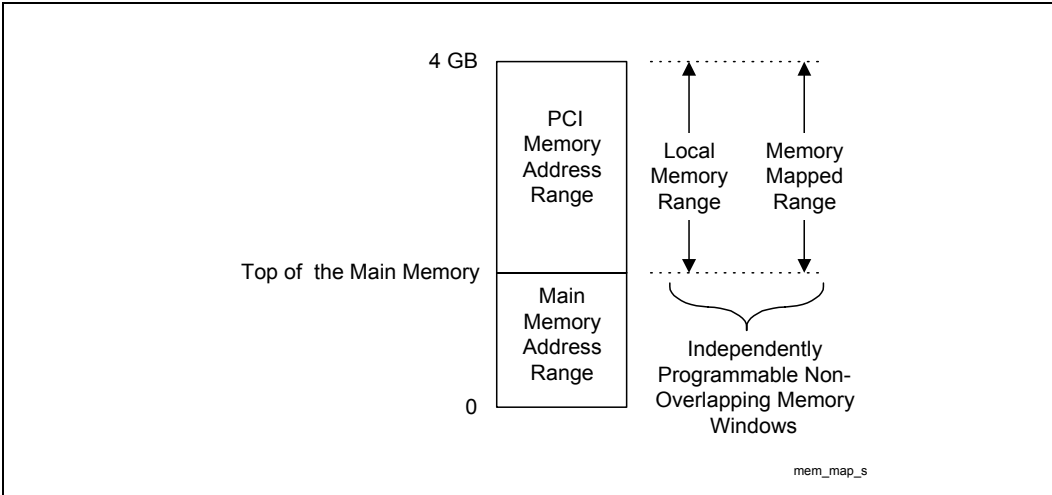 4 GB
PCI
Memory
Address
Range
Local
Memory
Range
Memory
Mapped
Range
Top of the Main Memory
Main
Memory
Address
Range
0
Independently
Programmable Non-
Overlapping Memory
Windows
mem_map_s